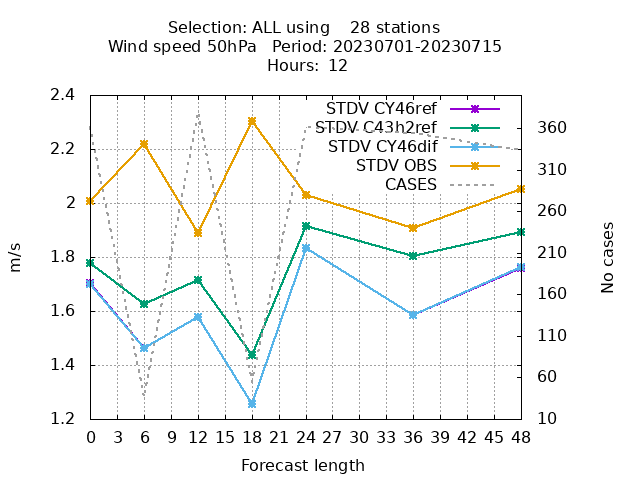 Selection: ALL using 28 stations
Wind speed 50hPa Period: 20230701-20230715
Hours: 12
STDV CY46ref
STDV C43h2ref
STDV CY46dif
STDV OBS
CASES
2.4
2.2
2
1.8
1.6
1.4
1.2
m/s
360
310
260
210
160
110
60
10
No cases
0 3 6 9 12 15 18 21 24 27 30 33 36 39 42 45 48
Forecast length